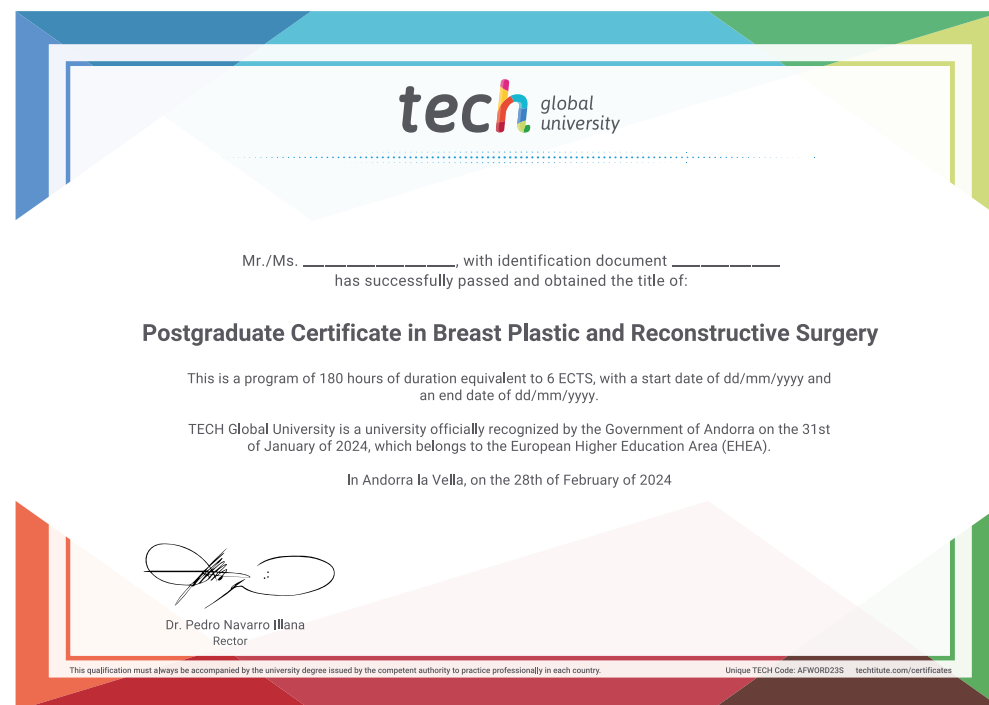 tech global university
Mr./Ms. ____________, with identification document ____________
has successfully passed and obtained the title of:
Postgraduate Certificate in Breast Plastic and Reconstructive Surgery
This is a program of 180 hours of duration equivalent to 6 ECTS, with a start date of dd/mm/yyyy and
an end date of dd/mm/yyyy.
TECH Global University is a university officially recognized by the Government of Andorra on the 31st
of January of 2024, which belongs to the European Higher Education Area (EHEA).
In Andorra la Vella, on the 28th of February of 2024
Dr. Pedro Navarro Illana
Rector
This qualification must always be accompanied by the university degree issued by the competent authority to practice professionally in each country.
Unique TECH Code: AFWORD23S techtitute.com/certificates